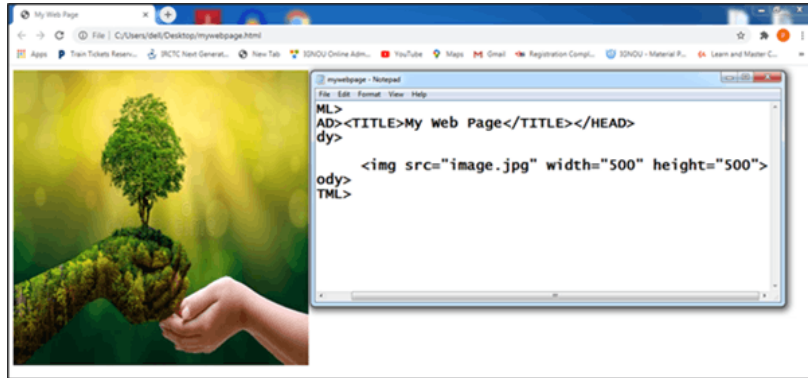 My Web Page
File | C:/Users/dell/Desktop/mywebpage.html
Apps Train Tickets Reserv... IRCTC Next Generat... New Tab IGNOU Online Adm... YouTube Maps Gmail Registration Compl... IGNOU - Material R... Learn and Master C...
mywebpage - Notepad
File Edit Format View Help
ML>
AD><TITLE>My Web Page</TITLE></HEAD>
dy>
<img src="image.jpg" width="500" height="500">
ody>
TML>